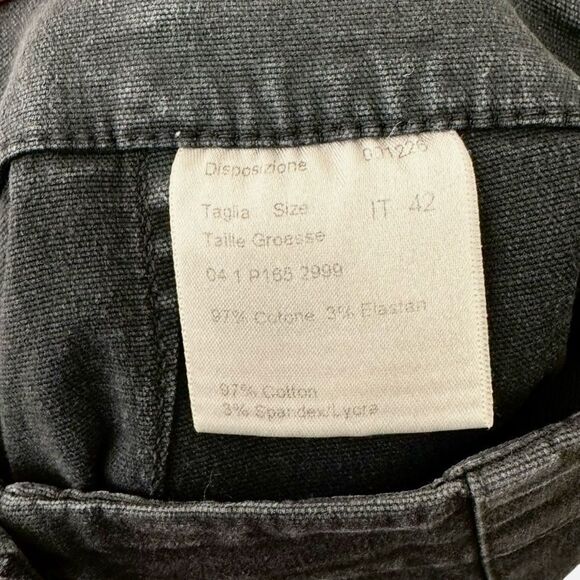 Disposizione 001226
Taglia Size IT 42
Taille Groesse
04 1 P165 2999
97% Cotone 3% Elastan
97% Cotton
3% Spandex/Lycra